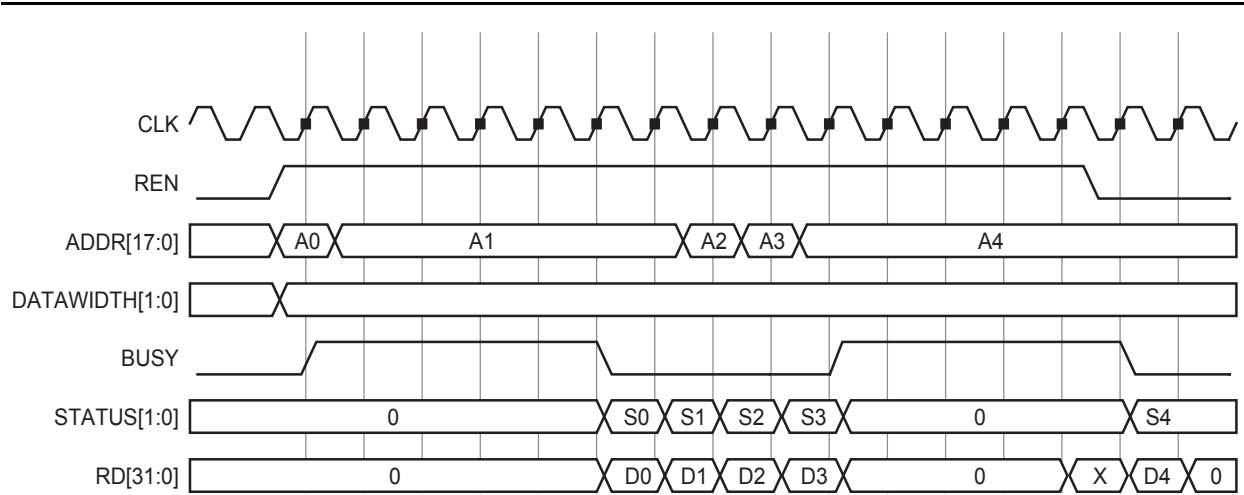 CLK
REN
ADDR[17:0] A0 A1 A2 A3 A4
DATAWIDTH[1:0]
BUSY
STATUS[1:0] 0 S0 S1 S2 S3 0 S4
RD[31:0] 0 D0 D1 D2 D3 0 X D4 0